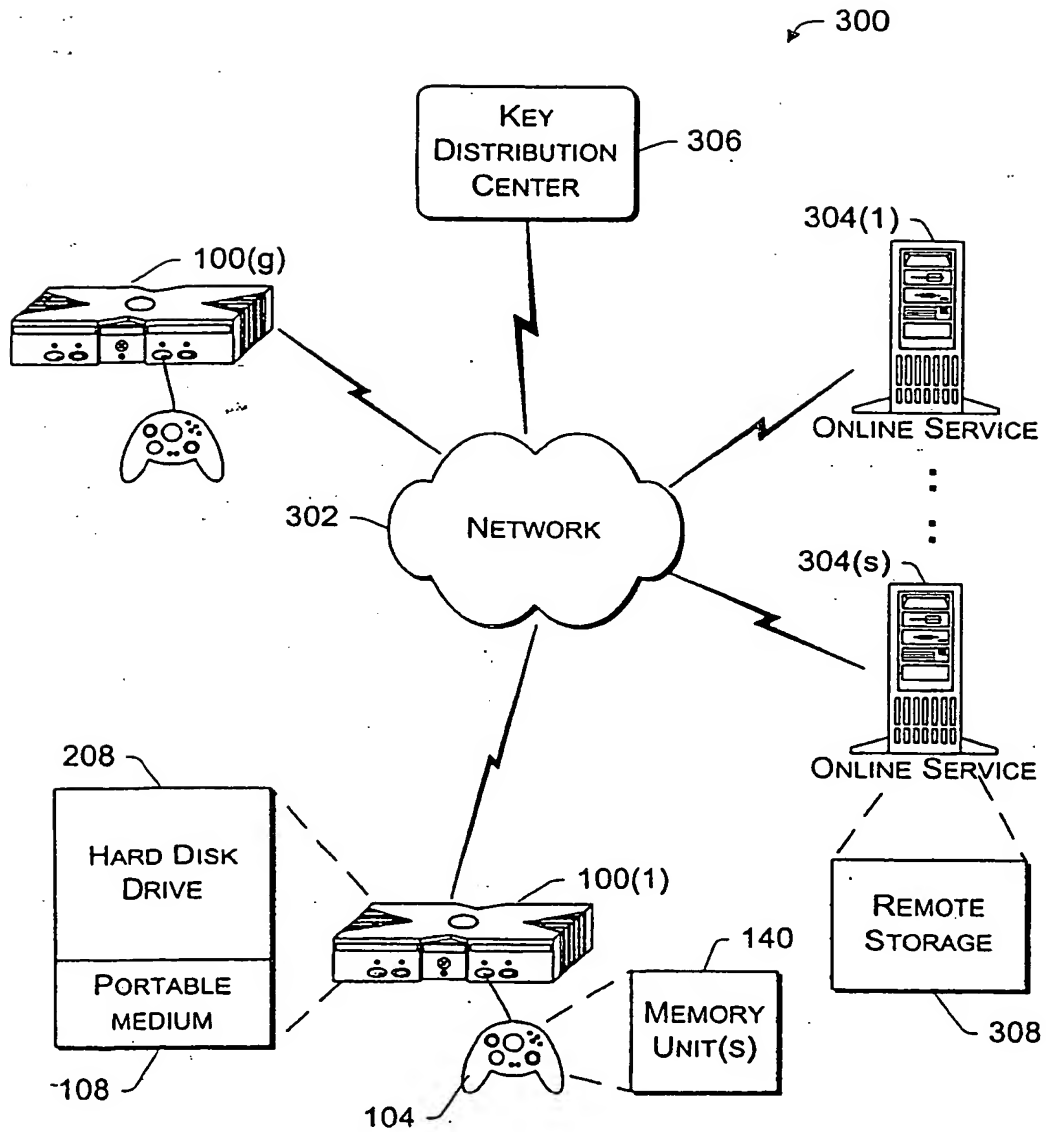 300
KEY
DISTRIBUTION
CENTER
306
304(1)
100(g)
ONLINE SERVICE
302
NETWORK
304(s)
ONLINE SERVICE
208
HARD DISK
DRIVE
PORTABLE
MEDIUM
108
100(1)
104
140
MEMORY
UNIT(S)
REMOTE
STORAGE
308